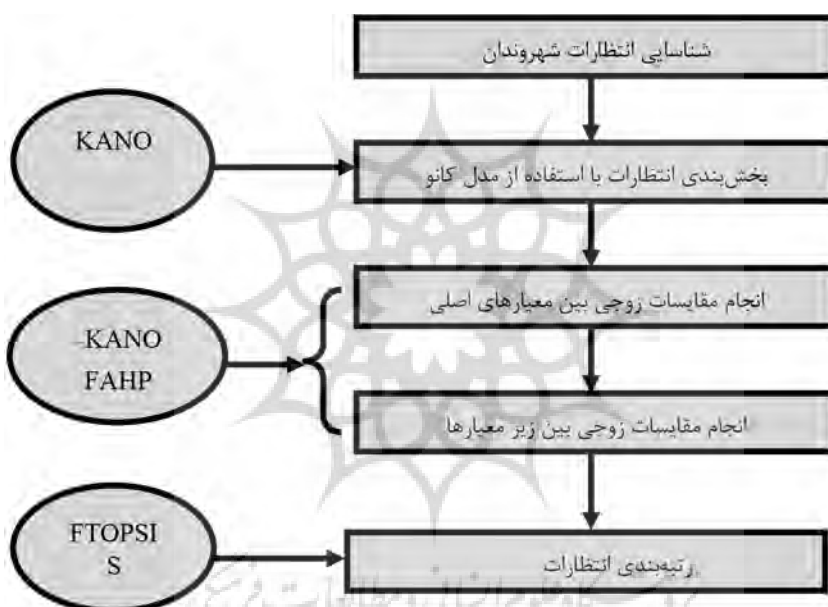 شناسایی انتظارات شهروندان
KANO
بخش‌بندی انتظارات با استفاده از مدل کانو
انجام مقایسات زوجی بین معیارهای اصلی
KANO–
FAHP
انجام مقایسات زوجی بین زیر معیارها
FTOPSI
S
رتبه‌بندی انتظارات